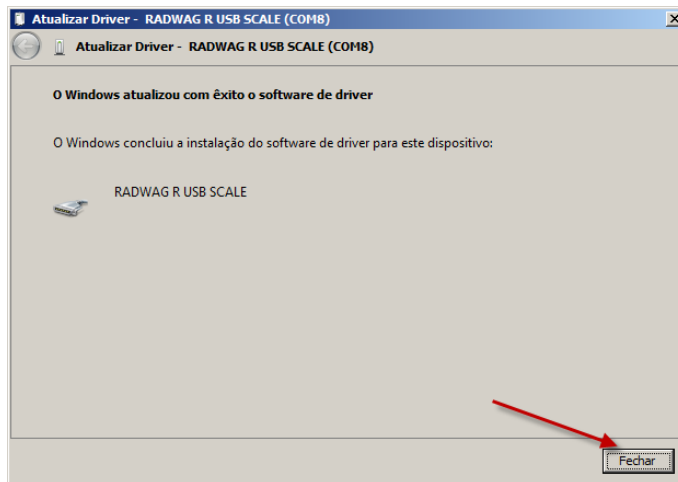 Atualizar Driver - RADWAG R USB SCALE (COM8)
Atualizar Driver - RADWAG R USB SCALE (COM8)
O Windows atualizou com êxito o software de driver
O Windows concluiu a instalação do software de driver para este dispositivo:
RADWAG R USB SCALE
Fechar